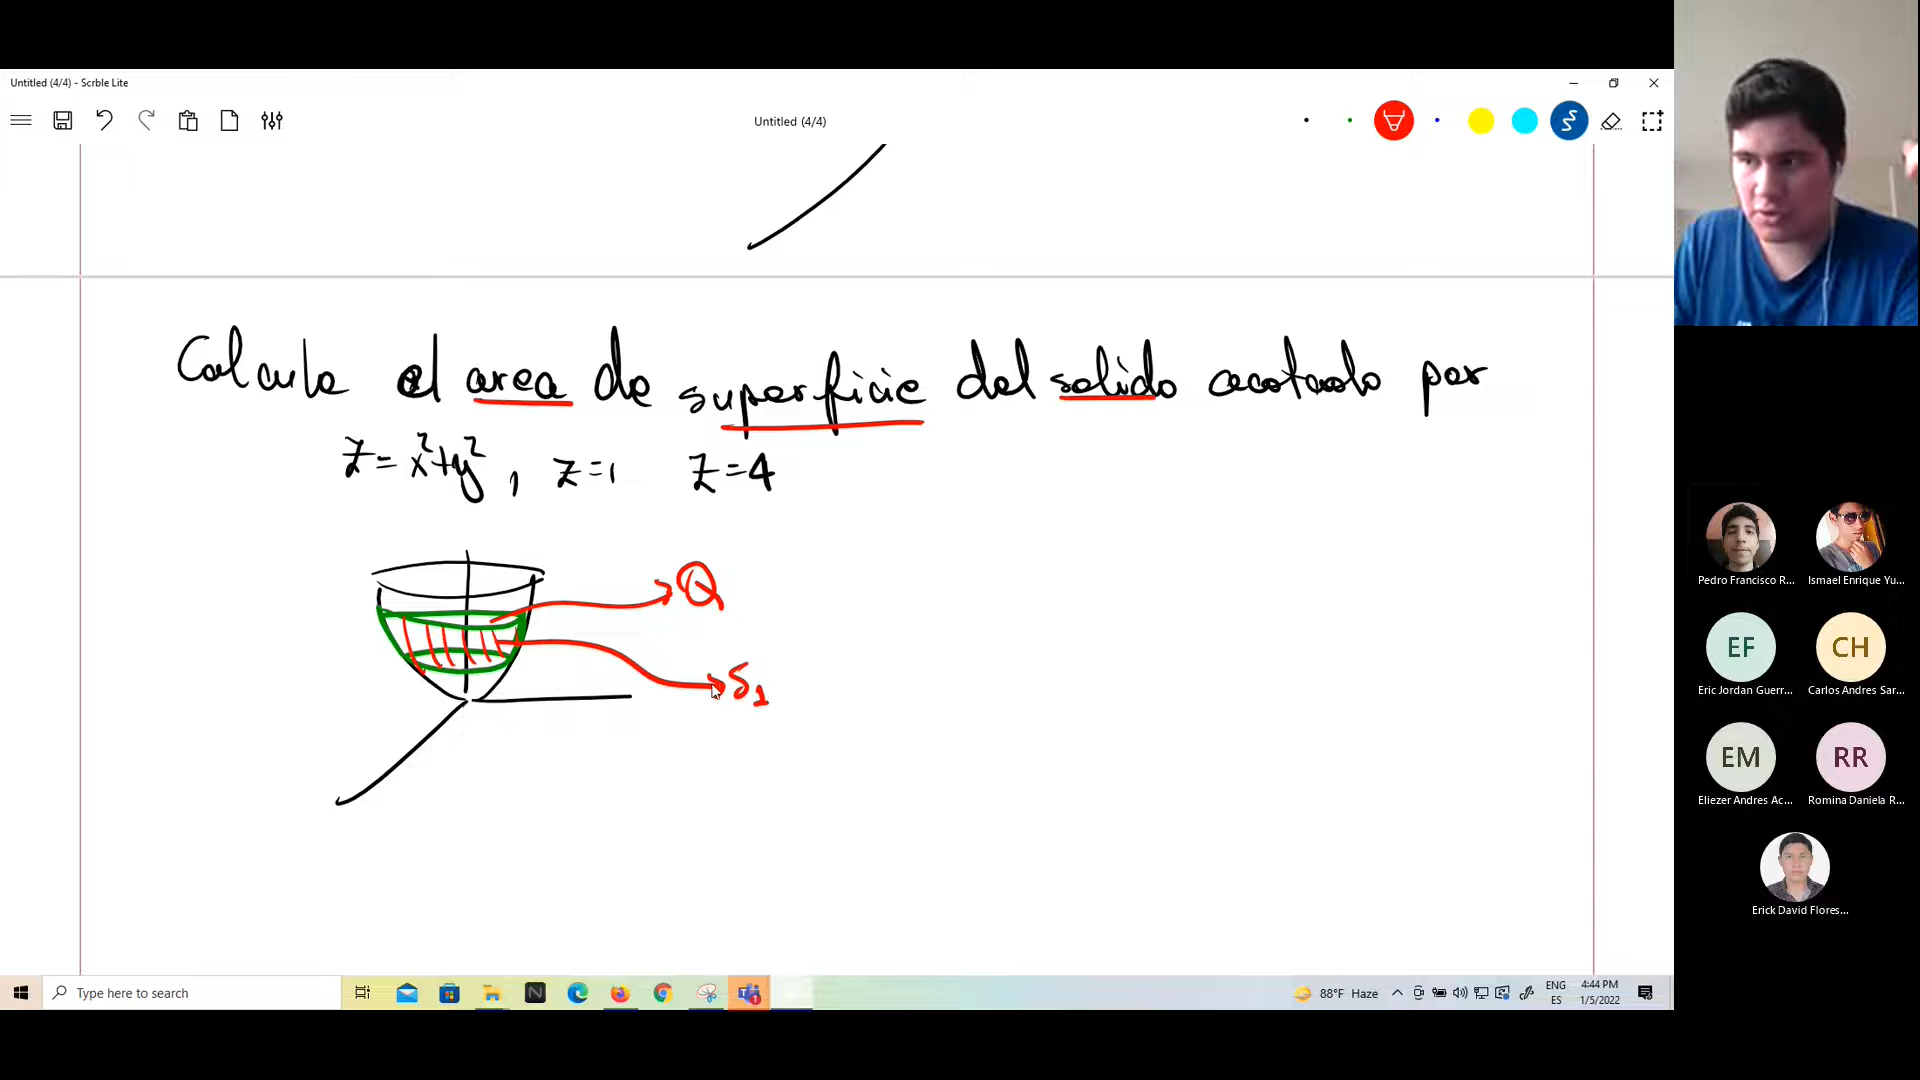 Untitled (4/4) - Scrble Lite
Untitled (4/4)
Calcula el area de superficie del solido acotado por
z=x²+y², z=1 z=4
Q
S₁
Pedro Francisco R...
Ismael Enrique Yu...
EF
CH
Eric Jordan Guerr...
Carlos Andres Sar...
EM
RR
Eliezer Andres Ac...
Romina Daniela R...
Erick David Flores...
Type here to search
88°F Haze
ENG
ES
4:44 PM
1/5/2022